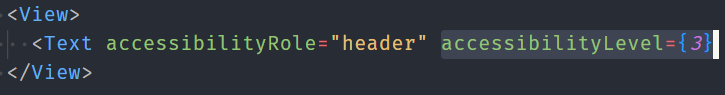 <View>
<Text accessibilityRole="header" accessibilityLevel={3}
</View>